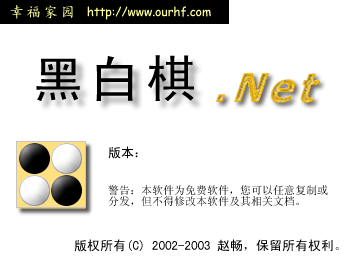 幸福家园 http://www.ourhf.com
黑白棋 .Net
版本：
警告：本软件为免费软件，您可以任意复制或
分发，但不得修改本软件及其相关文档。
版权所有(C) 2002-2003 赵畅，保留所有权利。